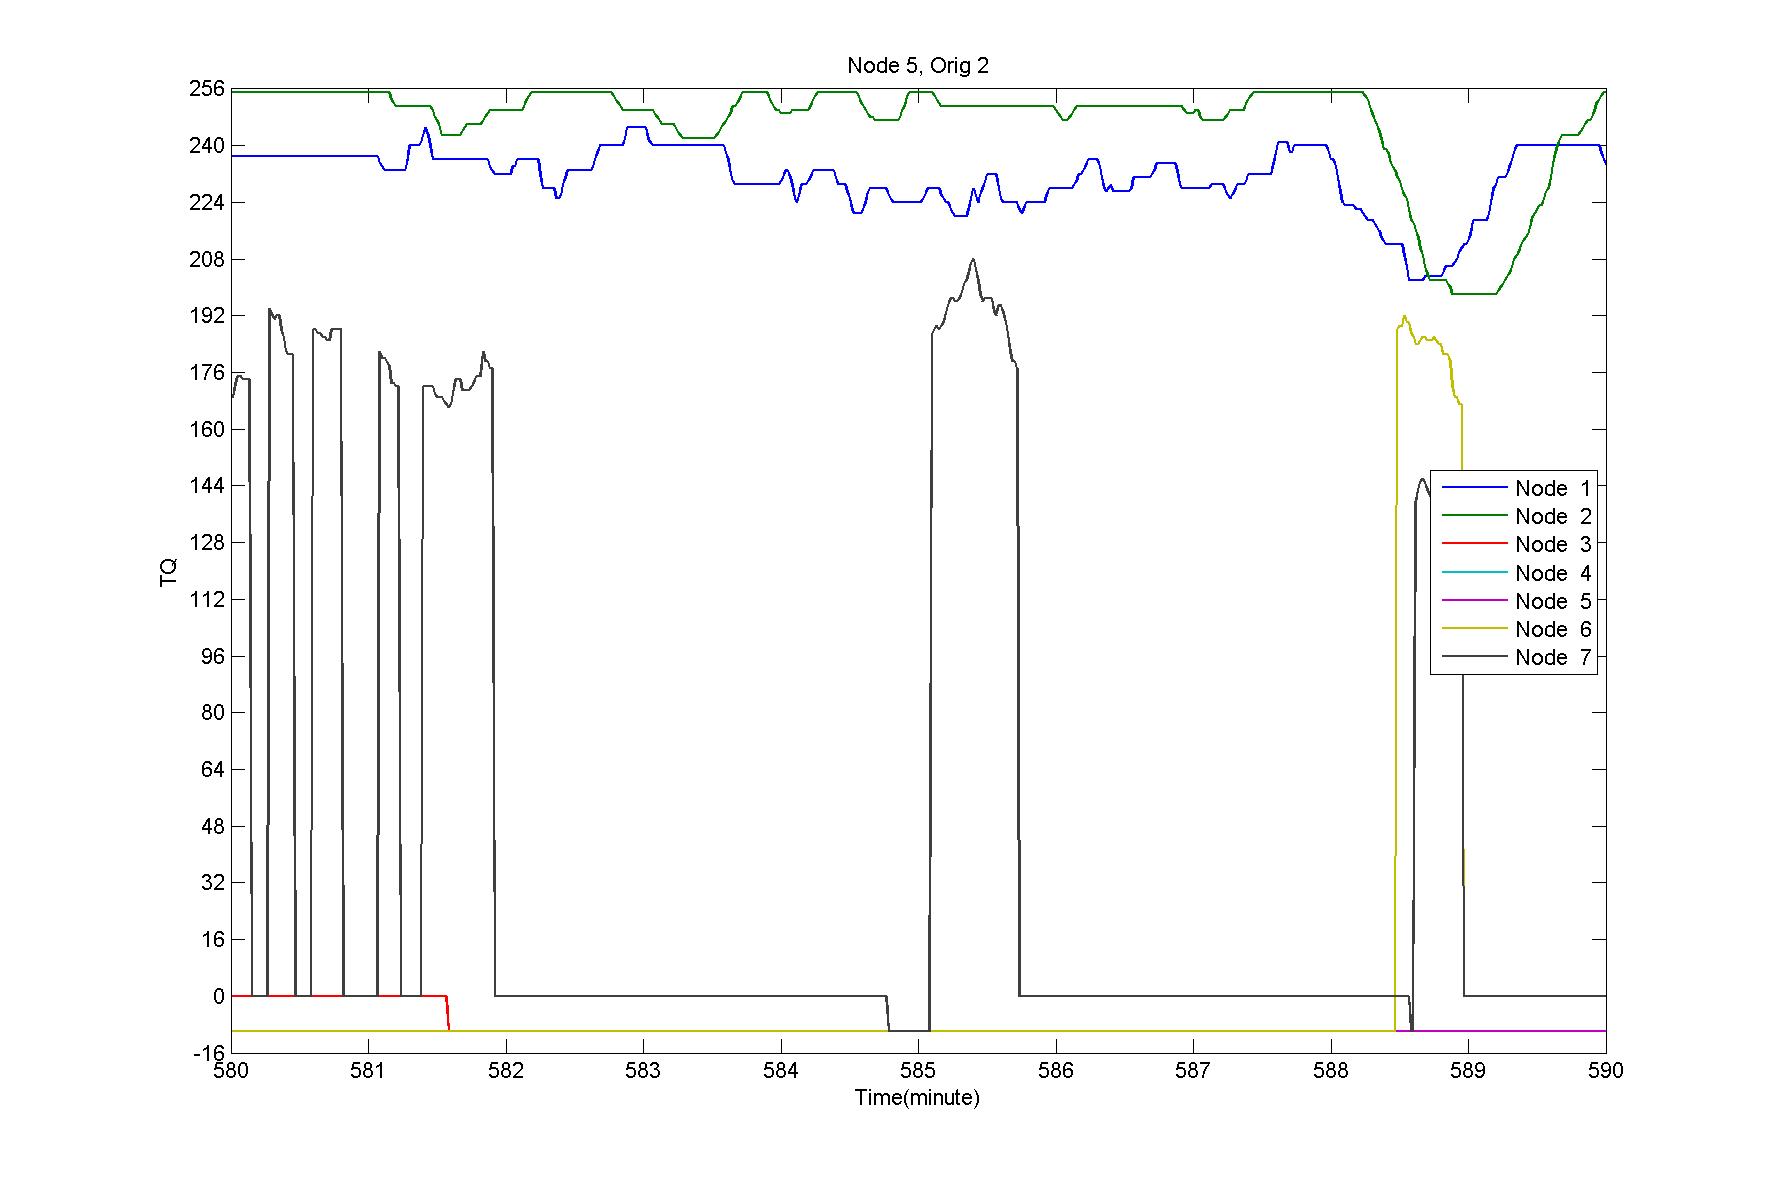 Node 5, Orig 2
256
240
224
208
192
176
160
144
128
112
96
80
64
48
32
16
0
-16
TQ
Node 1
Node 2
Node 3
Node 4
Node 5
Node 6
Node 7
580 581 582 583 584 585 586 587 588 589 590
Time(minute)